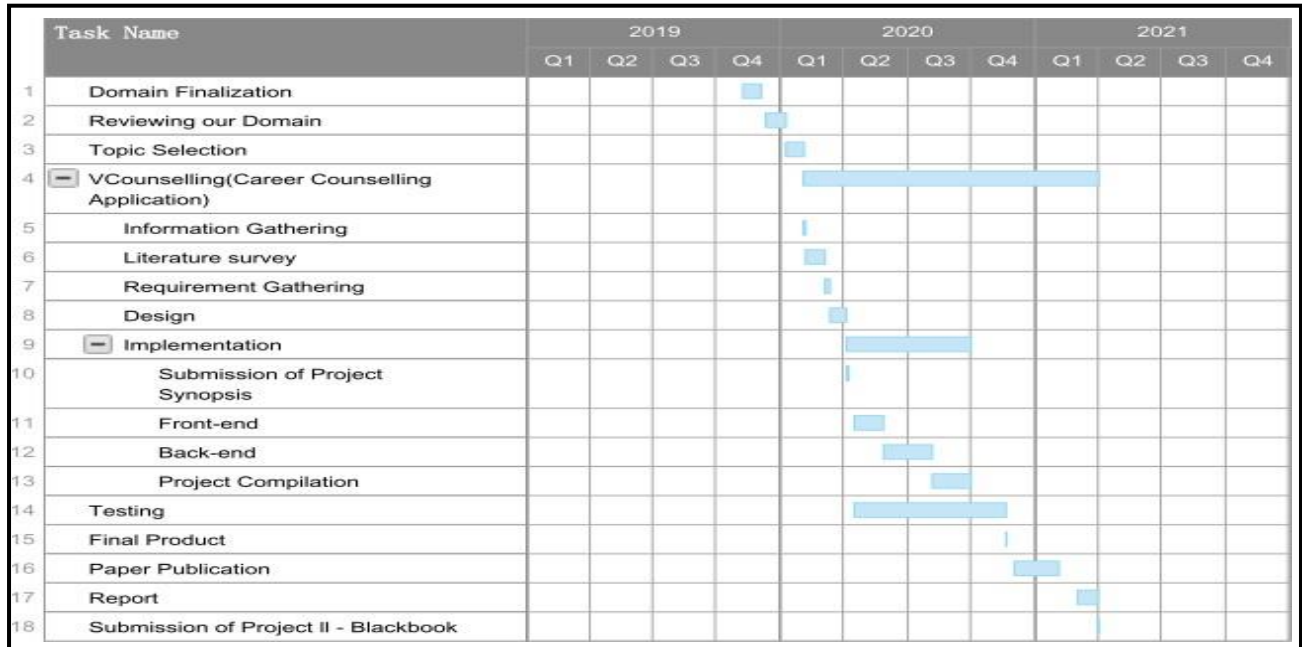 Task Name 2019 2020 2021
Q1 Q2 Q3 Q4 Q1 Q2 Q3 Q4 Q1 Q2 Q3 Q4
1 Domain Finalization
2 Reviewing our Domain
3 Topic Selection
4 VCounselling(Career Counselling
Application)
5 Information Gathering
6 Literature survey
7 Requirement Gathering
8 Design
9 Implementation
10 Submission of Project
Synopsis
11 Front-end
12 Back-end
13 Project Compilation
14 Testing
15 Final Product
16 Paper Publication
17 Report
18 Submission of Project II - Blackbook